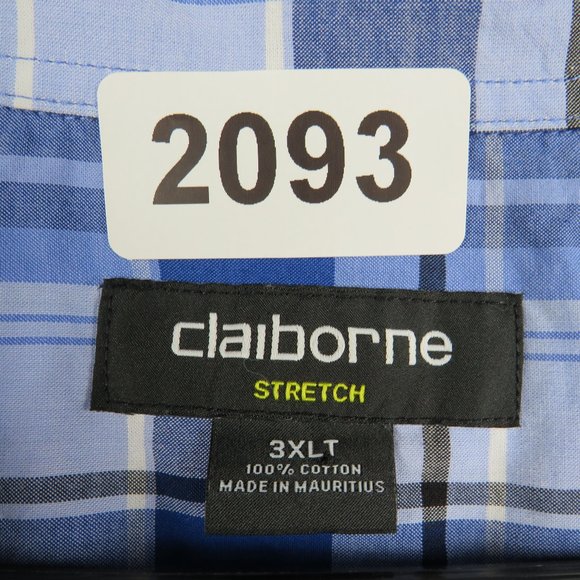 2093
claiborne
STRETCH
3XLT
100% COTTON
MADE IN MAURITIUS